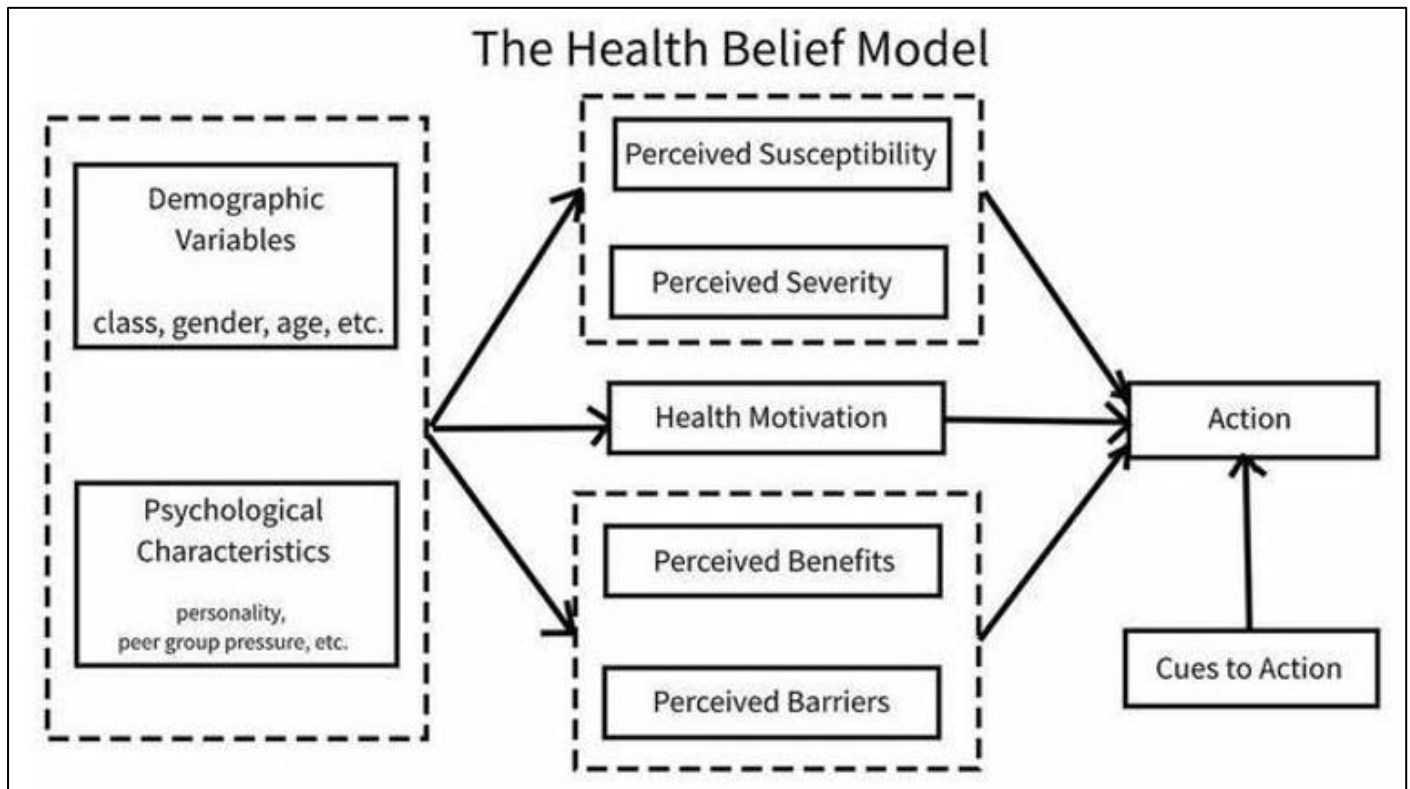 The Health Belief Model
Demographic
Variables
class, gender, age, etc.
Psychological
Characteristics
personality,
peer group pressure, etc.
Perceived Susceptibility
Perceived Severity
Health Motivation
Perceived Benefits
Perceived Barriers
Action
Cues to Action